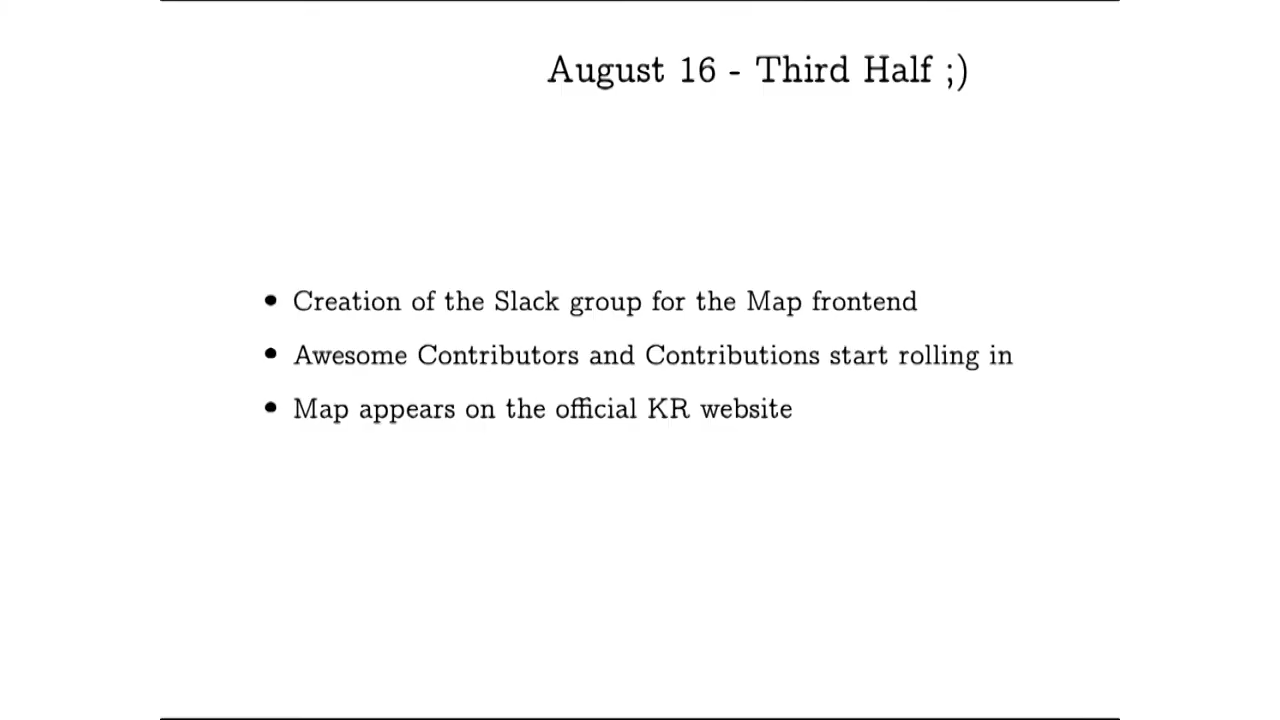 August 16 - Third Half ;)
• Creation of the Slack group for the Map frontend
• Awesome Contributors and Contributions start rolling in
• Map appears on the official KR website